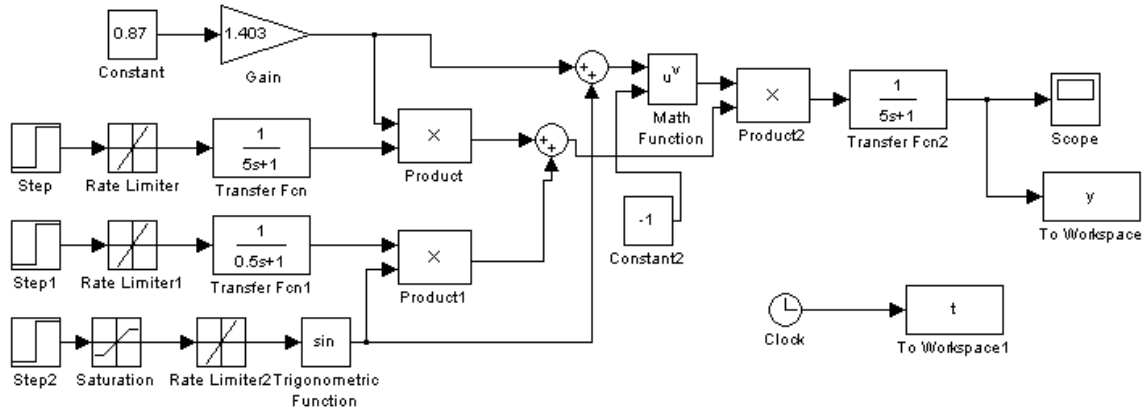 0.87
Constant
1.403
Gain
+
+
u^v
Math
Function
×
Product2
1
5s+1
Transfer Fcn2
Scope
Step
Rate Limiter
1
5s+1
Transfer Fcn
×
Product
+
+
y
To Workspace
-1
Constant2
Step1
Rate Limiter1
1
0.5s+1
Transfer Fcn1
×
Product1
Clock
t
To Workspace1
Step2
Saturation
Rate Limiter2
sin
Trigonometric
Function